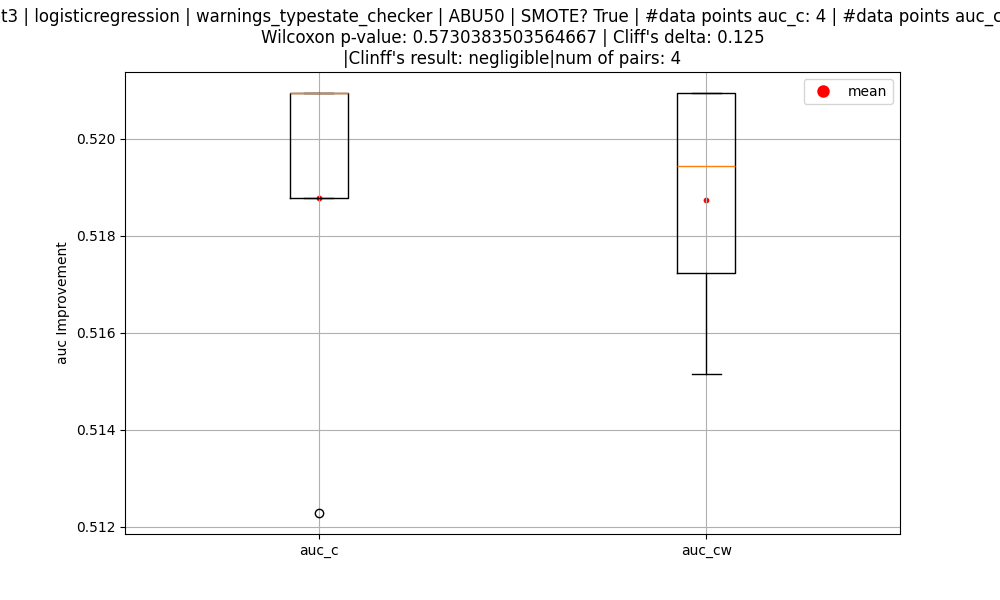 t3 | logisticregression | warnings_typestate_checker | ABU50 | SMOTE? True | #data points auc_c: 4 | #data points auc_c
Wilcoxon p-value: 0.5730383503564667 | Cliff's delta: 0.125
|Clinff's result: negligible|num of pairs: 4
mean
0.520
0.518
0.516
0.514
0.512
auc Improvement
auc_c
auc_cw